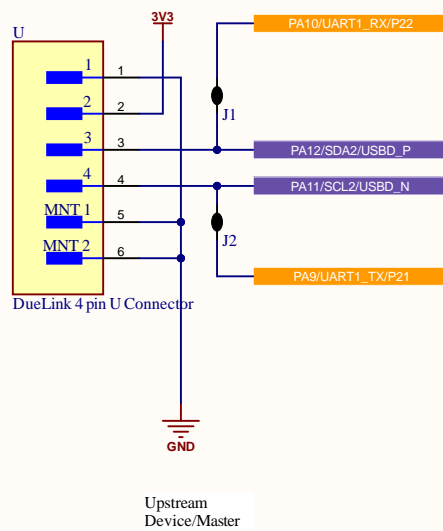 U
3V3
PA10/UART1_RX/P22
1
1
2
2
J1
3
3
PA12/SDA2/USBD_P
4
4
PA11/SCL2/USBD_N
MNT 1
5
J2
MNT 2
6
PA9/UART1_TX/P21
DueLink 4 pin U Connector
GND
Upstream
Device/Master